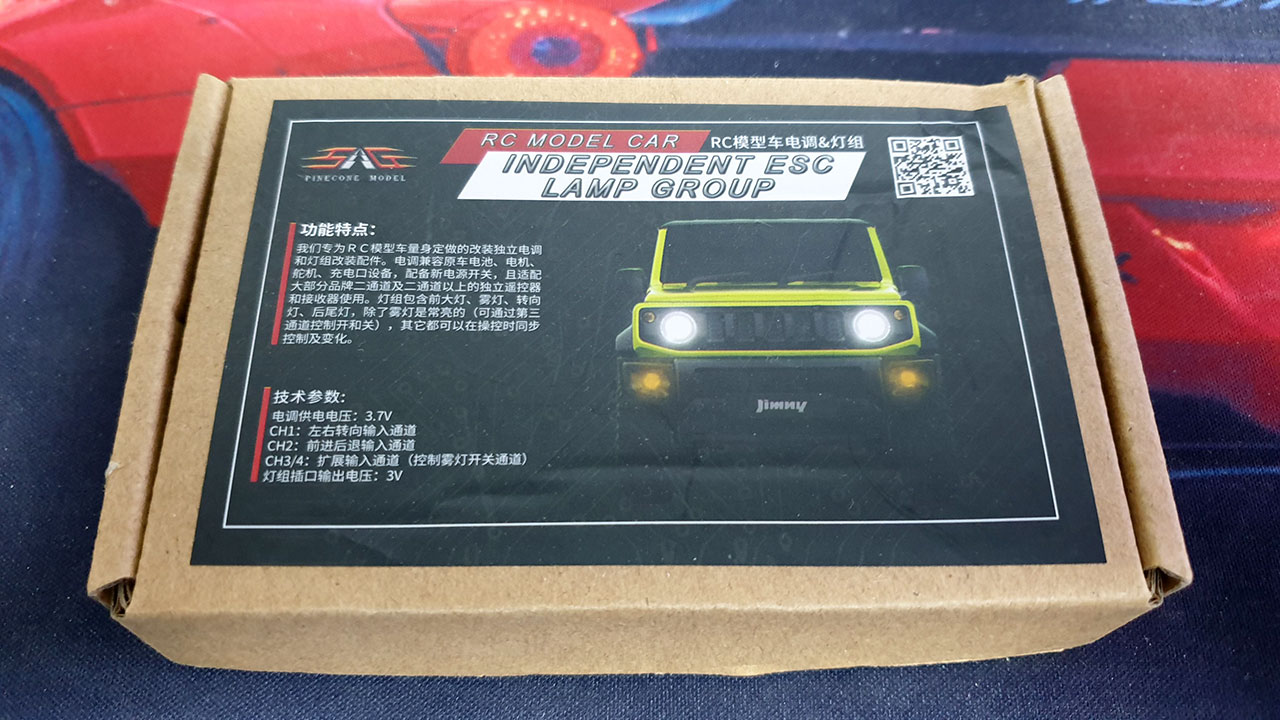 PINECONE MODEL
RC MODEL CAR
RC模型车电调&灯组
INDEPENDENT ESC
LAMP GROUP
功能特点：
我们专为RC模型车量身定做的改装独立电调
和灯组改装配件。电调兼容原车电池、电机、
舵机、充电口设备，配备新电源开关，且适配
大部分品牌二通道及二通道以上的独立遥控器
和接收器使用。灯组包含前大灯、雾灯、转向
灯、后尾灯，除了雾灯是常亮的（可通过第三
通道控制开和关），其它都可以在操控时同步
控制及变化。
技术参数：
电调供电电压：3.7V
CH1：左右转向输入通道
CH2：前进后退输入通道
CH3/4：扩展输入通道（控制雾灯开关通道）
灯组插口输出电压：3V
Jimny